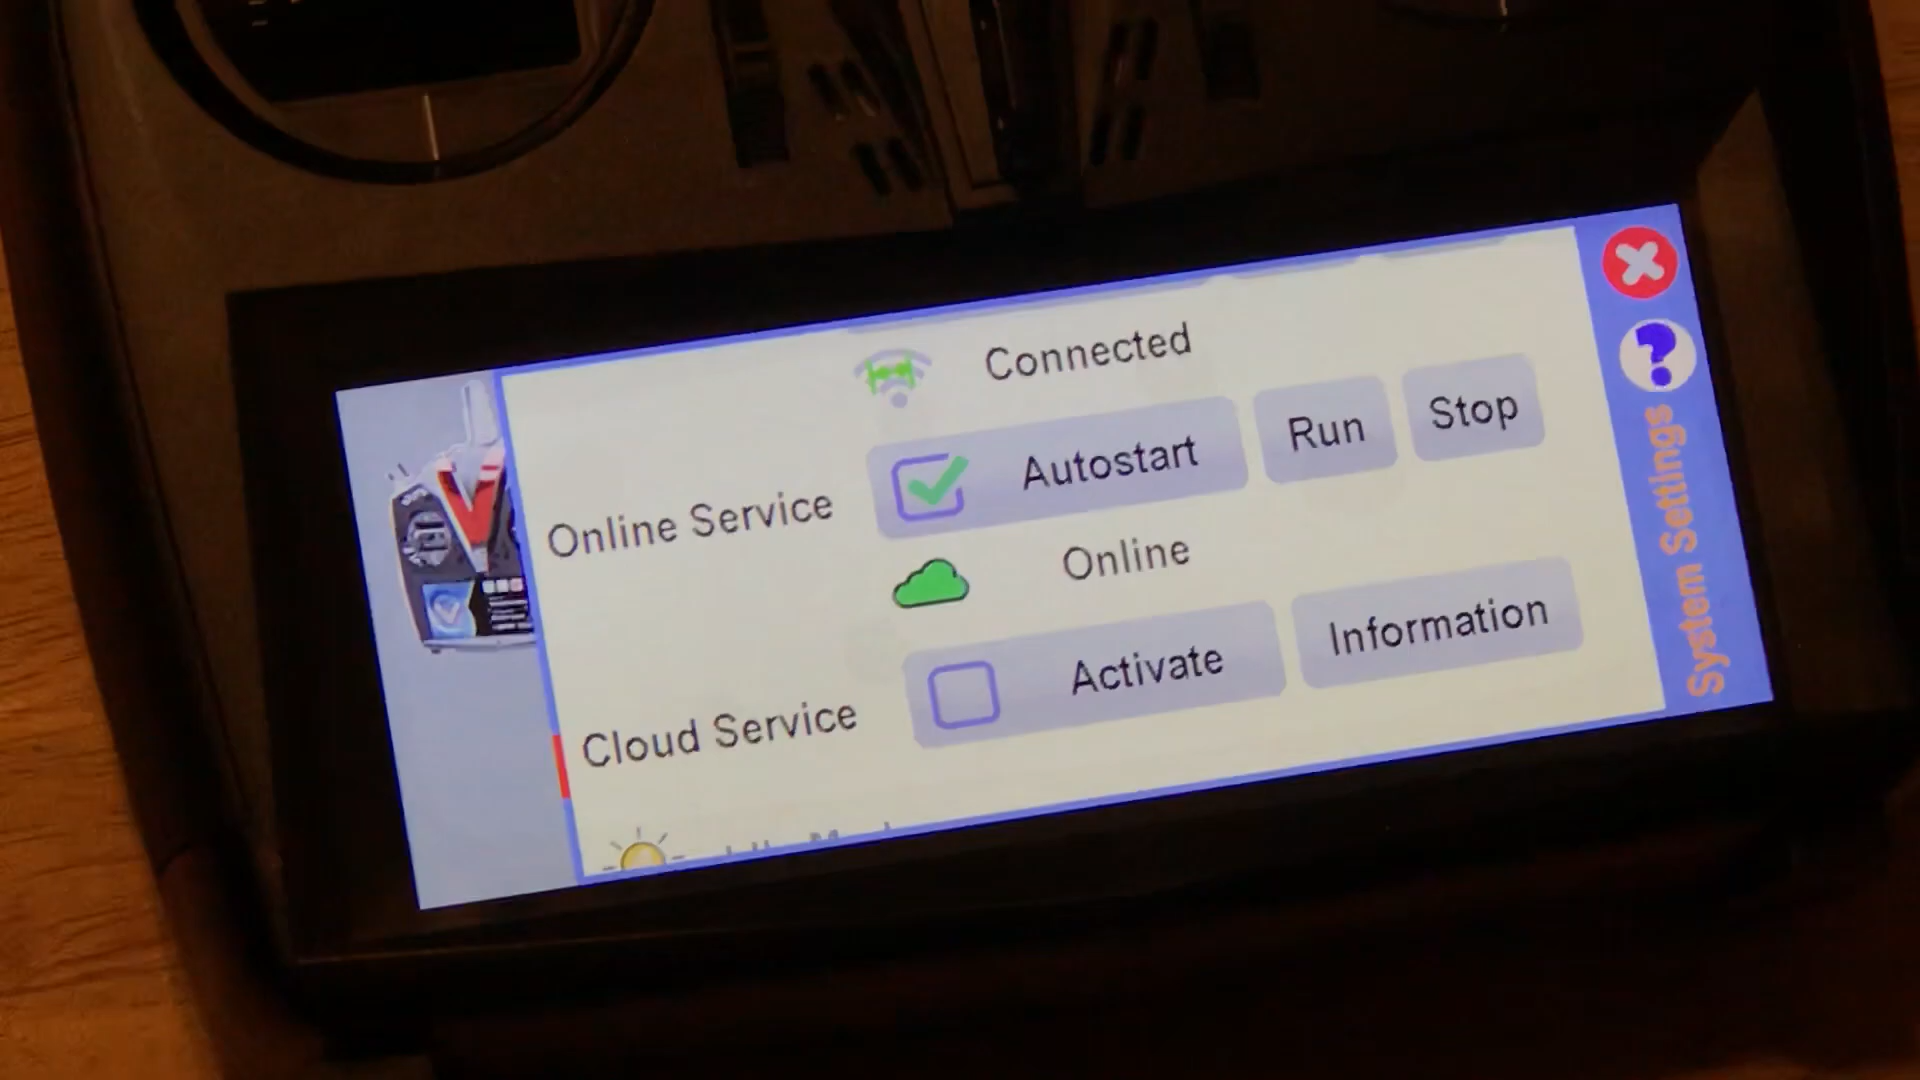 Connected
Autostart
Run
Stop
Online Service
Online
Activate
Information
Cloud Service
System Settings